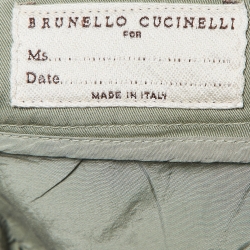 BRUNELLO CUCINELLI
FOR
Ms.
Date
MADE IN ITALY